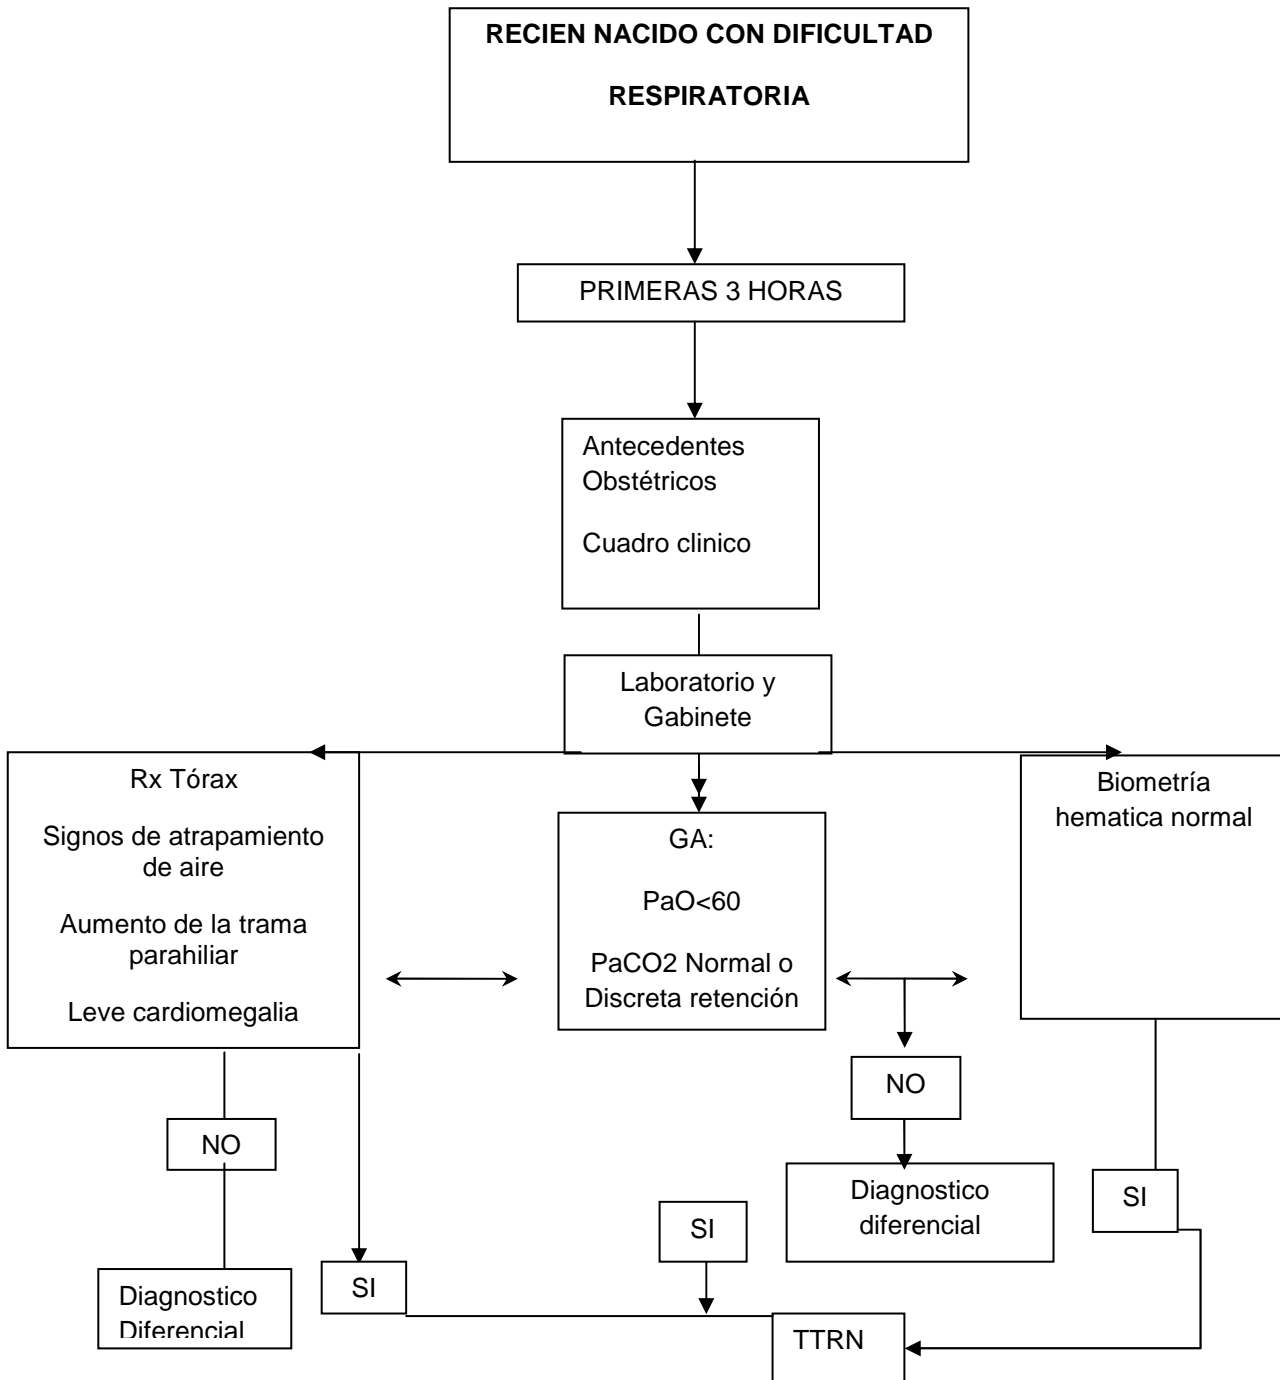 RECIEN NACIDO CON DIFICULTAD
RESPIRATORIA
PRIMERAS 3 HORAS
Antecedentes
Obstétricos
Cuadro clinico
Laboratorio y
Gabinete
Rx Tórax
Signos de atrapamiento
de aire
Aumento de la trama
parahiliar
Leve cardiomegalia
GA:
PaO<60
PaCO2 Normal o
Discreta retención
Biometría
hematica normal
NO
NO
Diagnostico
diferencial
SI
SI
SI
Diagnostico
Diferencial
TTRN